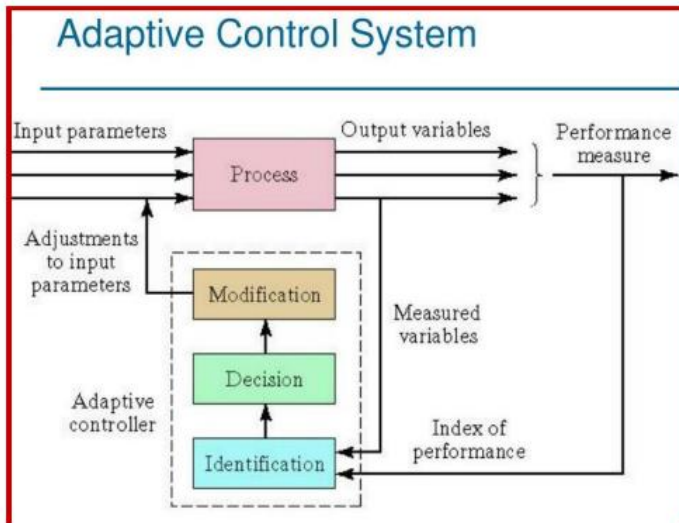 Adaptive Control System
Input parameters
Output variables
Performance
measure
Process
Adjustments
to input
parameters
Modification
Measured
variables
Decision
Adaptive
controller
Index of
performance
Identification